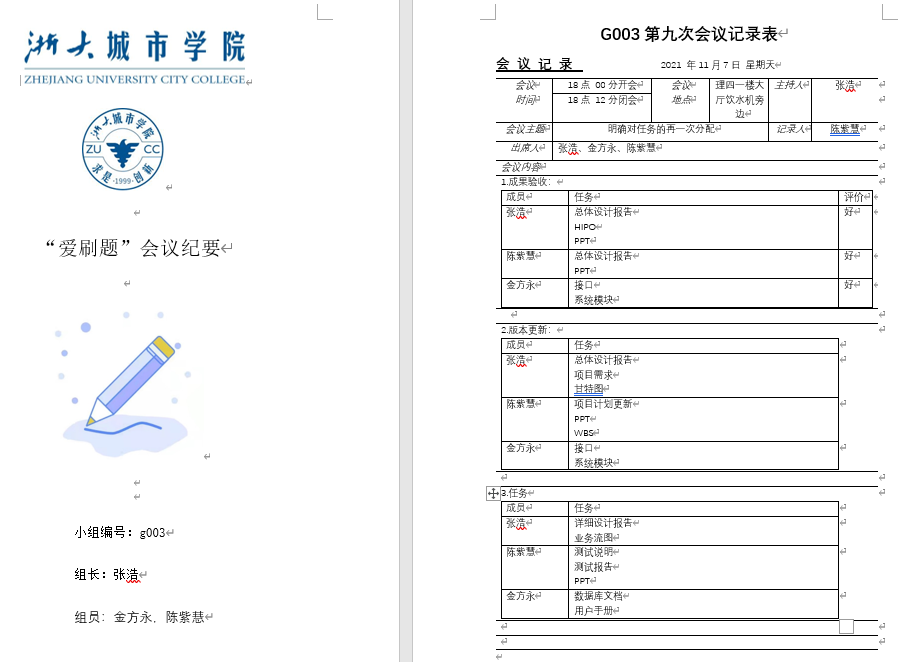 浙大城市学院
ZHEJIANG UNIVERSITY CITY COLLEGE
浙大城市学院
ZU
CC
·1999·
求是创新
“爱刷题”会议纪要
小组编号：g003
组长：张浩
组员：金方永，陈紫慧
G003 第九次会议记录表
会议记录
2021 年 11 月 7 日 星期天
会议时间
18 点 00 分开会
18 点 12 分闭会
会议地点
理四一楼大厅饮水机旁边
主持人
张浩
会议主题
明确对任务的再一次分配
记录人
陈紫慧
出席人
张浩、金方永、陈紫慧
会议内容
1.成果验收：
成员 任务 评价
张浩 总体设计报告 好
HIPO
PPT
陈紫慧 总体设计报告 好
PPT
金方永 接口 好
系统模块
2.版本更新：
成员 任务
张浩 总体设计报告
项目需求
甘特图
陈紫慧 项目计划更新
PPT
WBS
金方永 接口
系统模块
3.任务
成员 任务
张浩 详细设计报告
业务流图
陈紫慧 测试说明
测试报告
PPT
金方永 数据库文档
用户手册